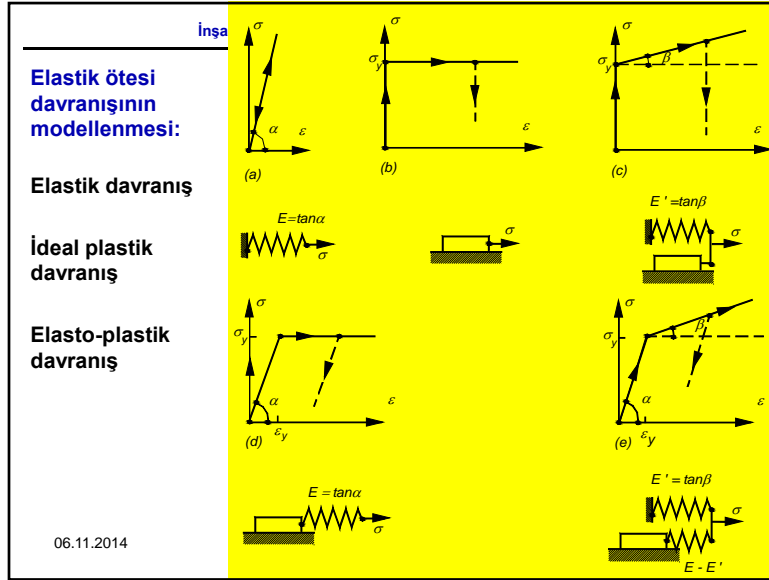 İnşa
Elastik ötesi
davranışının
modellenmesi:
Elastik davranış
İdeal plastik
davranış
Elasto-plastik
davranış
06.11.2014
σ
α
ε
(a)
σ
σy
ε
(b)
σ
σy
β
ε
(c)
E=tanα
σ
σ
E ' =tanβ
σ
σ
σy
α
ε
εy
(d)
σ
σy
β
α
ε
εy
(e)
E = tanα
σ
E ' = tanβ
σ
E - E '